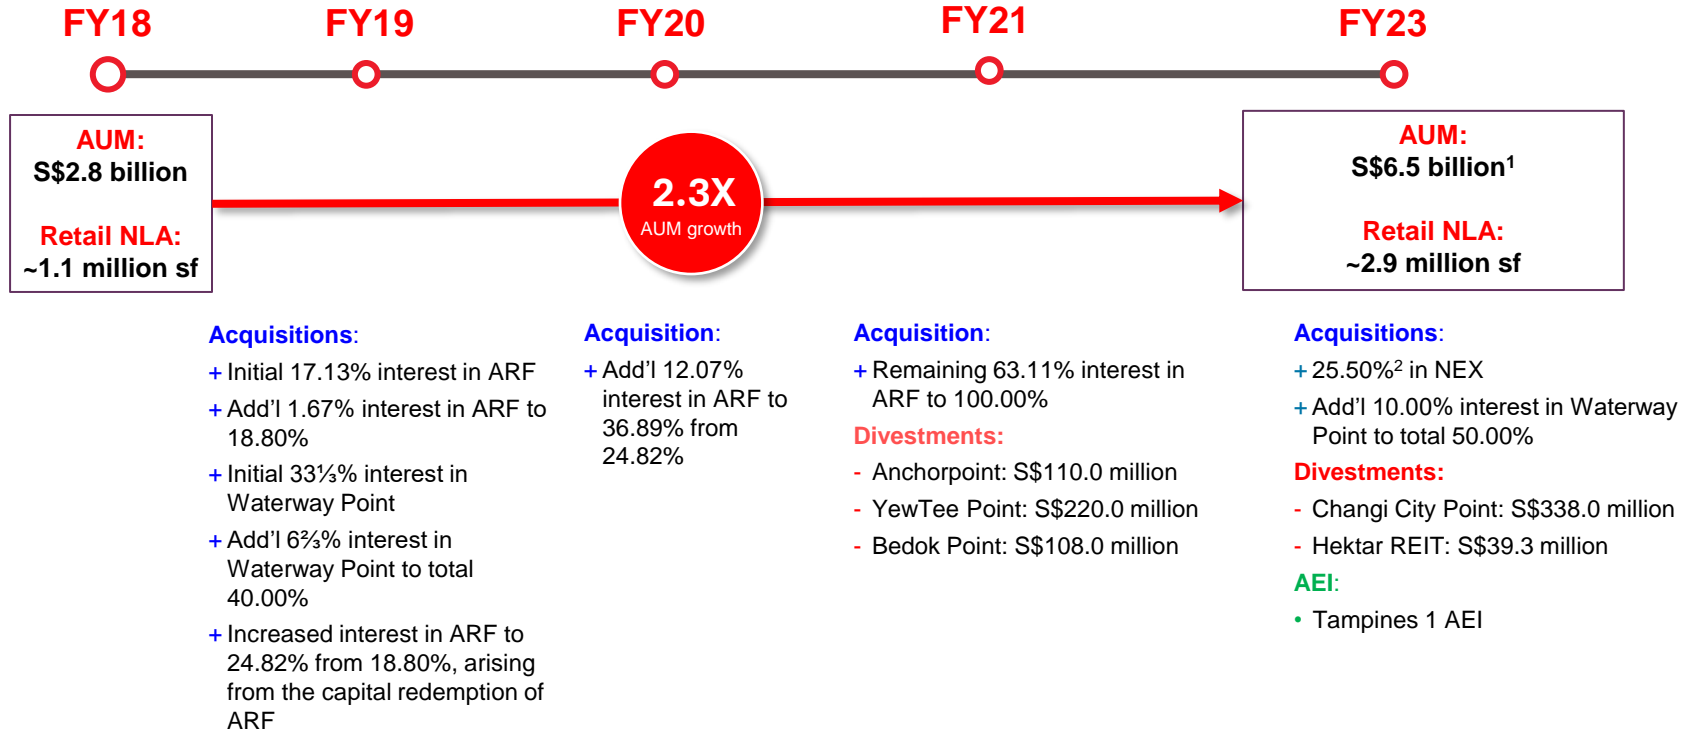 FY18
FY19
FY20
FY21
FY23
AUM:
S$2.8 billion
Retail NLA:
~1.1 million sf
2.3X
AUM growth
AUM:
S$6.5 billion¹
Retail NLA:
~2.9 million sf
Acquisitions:
+ Initial 17.13% interest in ARF
+ Add’l 1.67% interest in ARF to
18.80%
+ Initial 33⅓% interest in
Waterway Point
+ Add’l 6⅔% interest in
Waterway Point to total
40.00%
+ Increased interest in ARF to
24.82% from 18.80%, arising
from the capital redemption of
ARF
Acquisition:
+ Add’l 12.07%
interest in ARF to
36.89% from
24.82%
Acquisition:
+ Remaining 63.11% interest in
ARF to 100.00%
Divestments:
- Anchorpoint: S$110.0 million
- YewTee Point: S$220.0 million
- Bedok Point: S$108.0 million
Acquisitions:
+ 25.50%² in NEX
+ Add’l 10.00% interest in Waterway
Point to total 50.00%
Divestments:
- Changi City Point: S$338.0 million
- Hektar REIT: S$39.3 million
AEI:
• Tampines 1 AEI